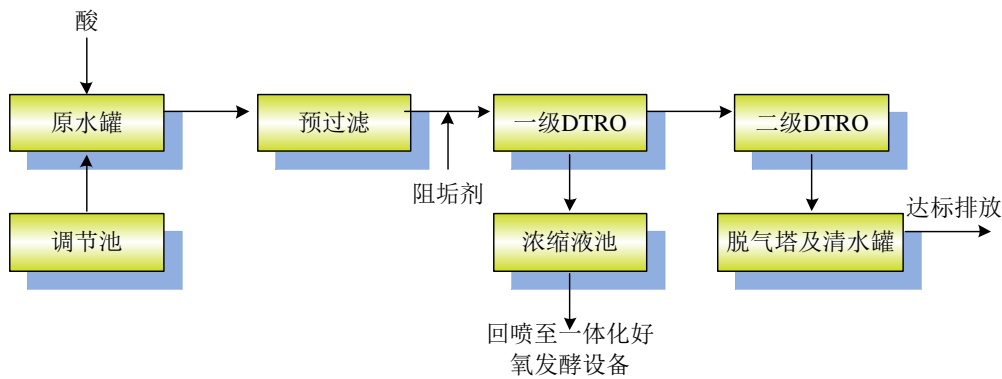 酸
原水罐
预过滤
一级DTRO
二级DTRO
阻垢剂
调节池
浓缩液池
脱气塔及清水罐
达标排放
回喷至一体化好
氧发酵设备